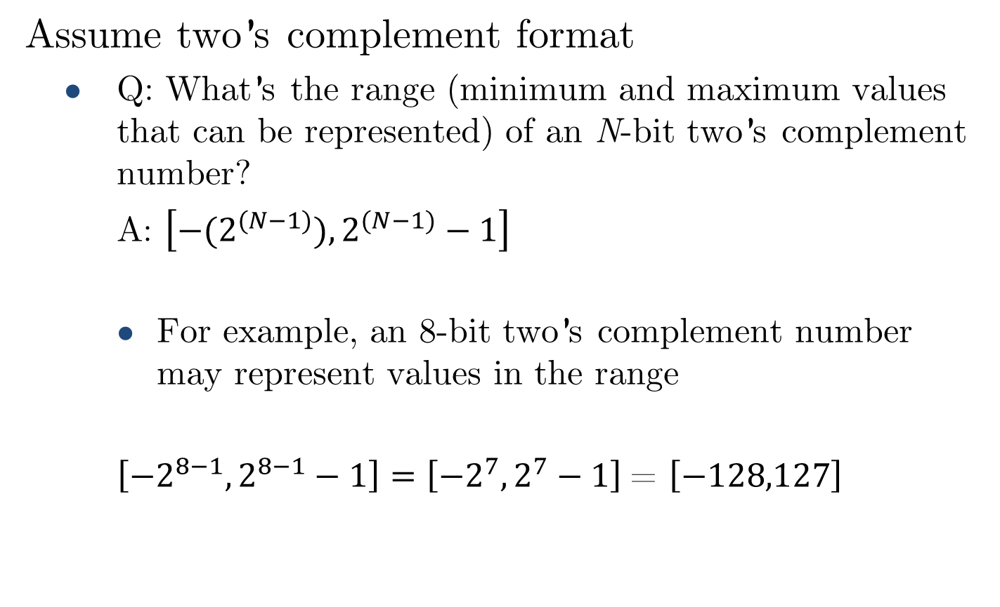 Assume two's complement format
• Q: What's the range (minimum and maximum values
that can be represented) of an N-bit two's complement
number?
A: [−(2^(N−1)), 2^(N−1) − 1]
• For example, an 8-bit two's complement number
may represent values in the range
[−2^8−1, 2^8−1 − 1] = [−2^7, 2^7 − 1] = [−128,127]